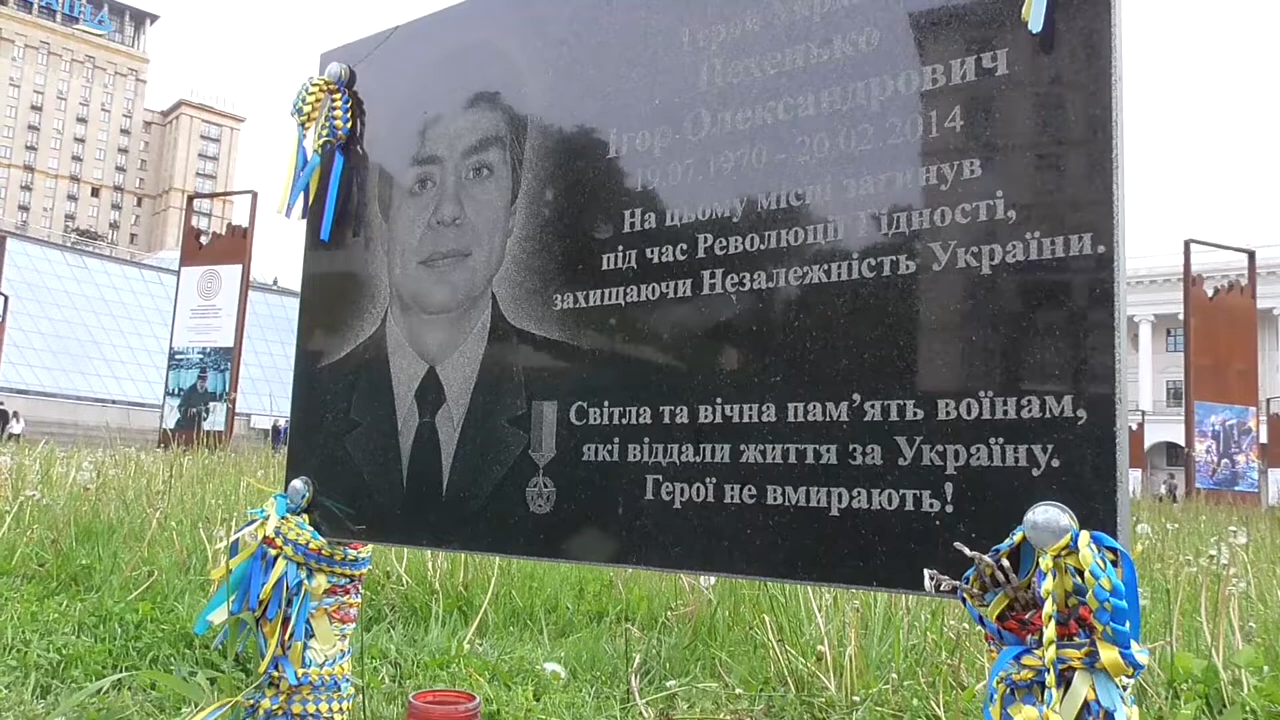 Ігор Олександрович
19.07.1970 - 20.02.2014
На цьому місці загинув
під час Революції Гідності,
захищаючи Незалежність України.
Світла та вічна пам’ять воїнам,
які віддали життя за Україну.
Герої не вмирають!